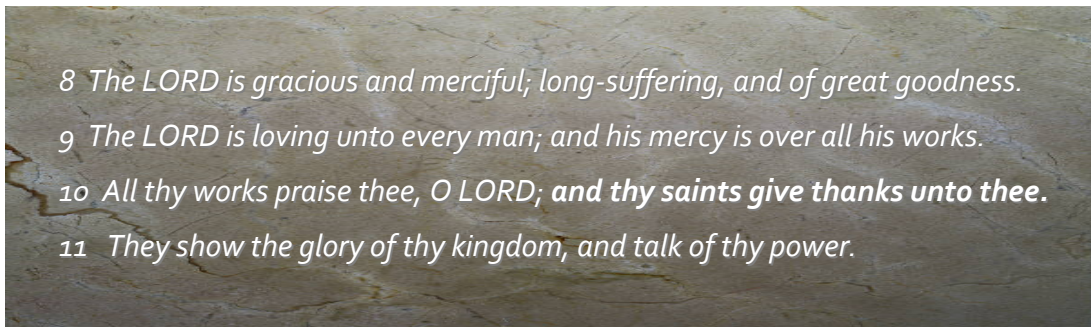 8 The LORD is gracious and merciful; long-suffering, and of great goodness.
9 The LORD is loving unto every man; and his mercy is over all his works.
10 All thy works praise thee, O LORD; and thy saints give thanks unto thee.
11 They show the glory of thy kingdom, and talk of thy power.